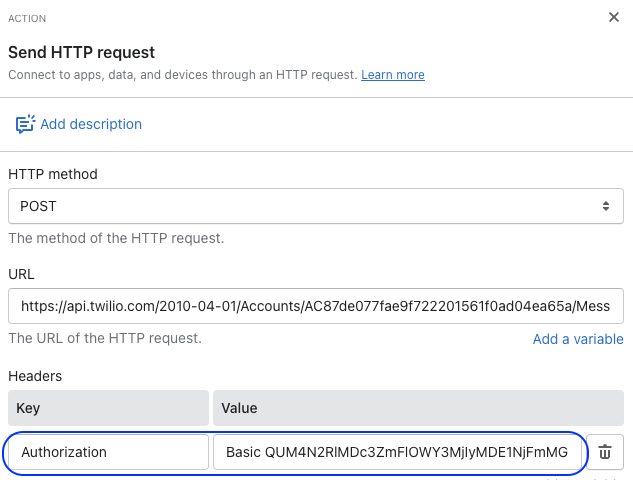 ACTION
Send HTTP request
Connect to apps, data, and devices through an HTTP request. Learn more
Add description
HTTP method
POST
The method of the HTTP request.
URL
https://api.twilio.com/2010-04-01/Accounts/AC87de077fae9f722201561f0ad04ea65a/Mess
The URL of the HTTP request.
Add a variable
Headers
Key Value
Authorization Basic QUM4N2RlMDc3ZmFlOWY3MjIyMDE1NjFmMG